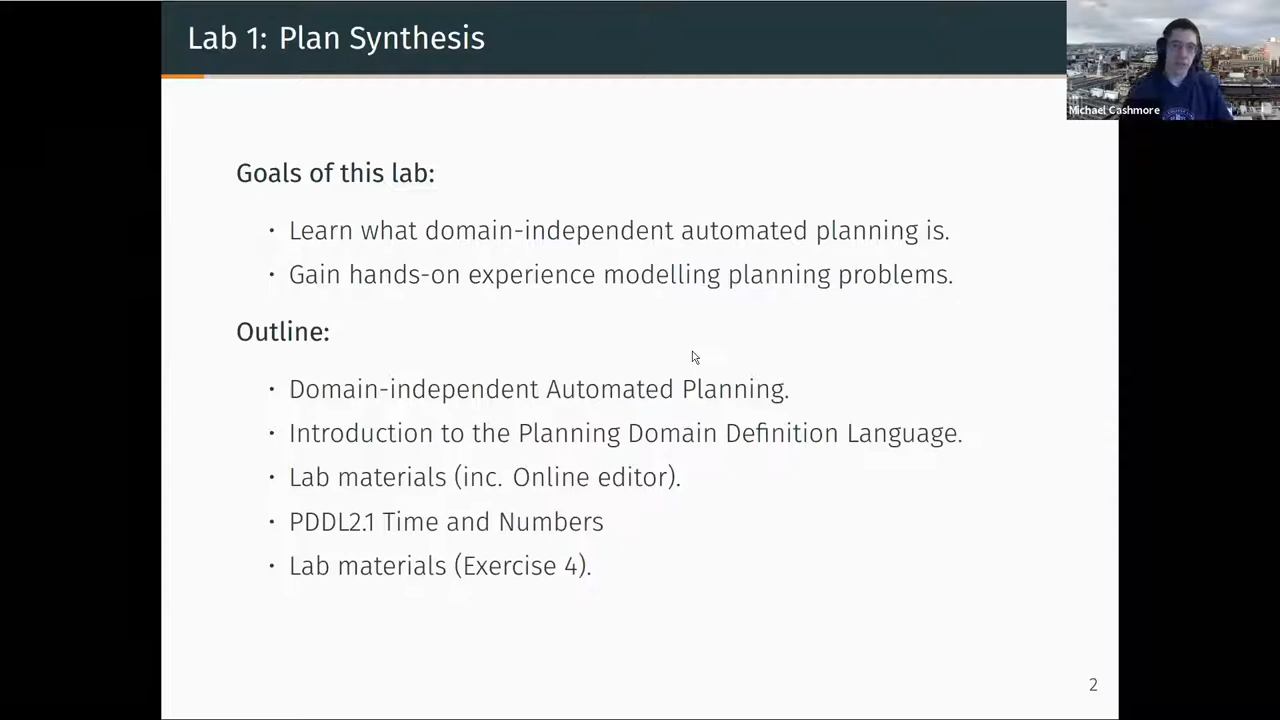 Lab 1: Plan Synthesis
Michael Cashmore
Goals of this lab:
• Learn what domain-independent automated planning is.
• Gain hands-on experience modelling planning problems.
Outline:
• Domain-independent Automated Planning.
• Introduction to the Planning Domain Definition Language.
• Lab materials (inc. Online editor).
• PDDL2.1 Time and Numbers
• Lab materials (Exercise 4).
2